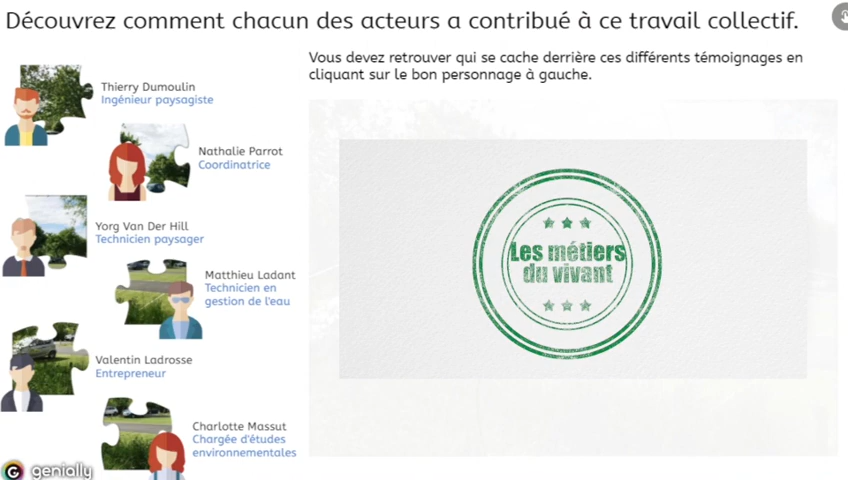 Découvrez comment chacun des acteurs a contribué à ce travail collectif.
Vous devez retrouver qui se cache derrière ces différents témoignages en
cliquant sur le bon personnage à gauche.
Thierry Dumoulin
Ingénieur paysagiste
Nathalie Parrot
Coordinatrice
Yorg Van Der Hill
Technicien paysager
Matthieu Ladant
Technicien en
gestion de l'eau
Valentin Ladrosse
Entrepreneur
Charlotte Massut
Chargée d'études
environnementales
Les métiers
du vivant
G genially